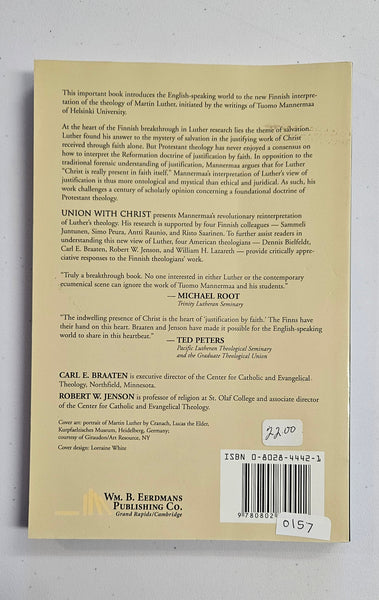 This important book introduces the English-speaking world to the new Finnish interpre-
tation of the theology of Martin Luther, initiated by the writings of Tuomo Mannermaa
of Helsinki University.
At the heart of the Finnish breakthrough in Luther research lies the theme of salvation.
Luther found his answer to the mystery of salvation in the justifying work of Christ
received through faith alone. But Protestant theology has never enjoyed a consensus on
how to interpret the Reformation doctrine of justification by faith. In opposition to the
traditional forensic understanding of justification, Mannermaa argues that for Luther
"Christ is really present in faith itself." Mannermaa's interpretation of Luther's view of
justification is thus more ontological and mystical than ethical and juridical. As such, his
work challenges a century of scholarly opinion concerning a foundational doctrine of
Protestant theology.
UNION WITH CHRIST presents Mannermaa's revolutionary reinterpretation
of Luther's theology. His research is supported by four Finnish colleagues — Sammeli
Juntunen, Simo Peura, Antti Raunio, and Risto Saarinen. To further assist readers in
understanding this new view of Luther, four American theologians — Dennis Bielfeldt,
Carl E. Braaten, Robert W. Jenson, and William H. Lazareth — provide critically appre-
ciative responses to the Finnish theologians' work.
"Truly a breakthrough book. No one interested in either Luther or the contemporary
ecumenical scene can ignore the work of Tuomo Mannermaa and his students."
— MICHAEL ROOT
Trinity Lutheran Seminary
"The indwelling presence of Christ is the heart of 'justification by faith.' The Finns have
their hand on this heart. Braaten and Jenson have made it possible for the English-speaking
world to share in this heartbeat."
— TED PETERS
Pacific Lutheran Theological Seminary
and the Graduate Theological Union
CARL E. BRAATEN is executive director of the Center for Catholic and Evangelical
Theology, Northfield, Minnesota.
ROBERT W. JENSON is professor of religion at St. Olaf College and associate director
of the Center for Catholic and Evangelical Theology.
Cover art: portrait of Martin Luther by Cranach, Lucas the Elder,
Kurpfaelzisches Museum, Heidelberg, Germany;
courtesy of Giraudon/Art Resource, NY
Cover design: Lorraine White
22.00
ISBN 0-8028-4442-1
9 780802
0157
WM. B. EERDMANS
PUBLISHING CO.
Grand Rapids/Cambridge